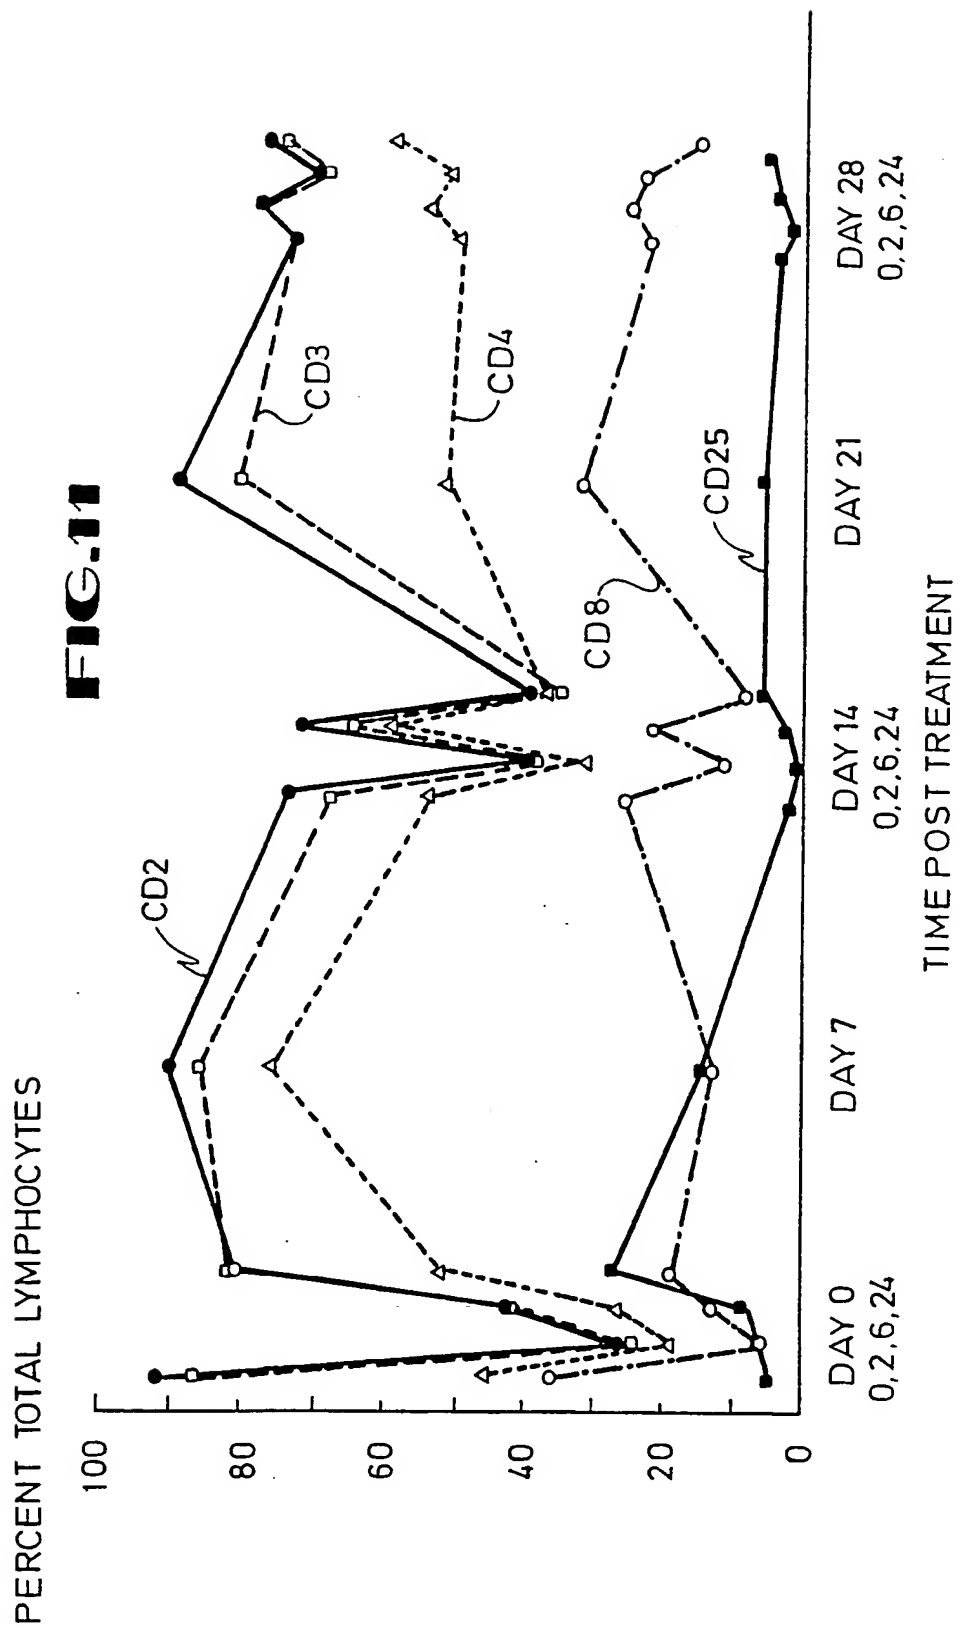 FIG.11
PERCENT TOTAL LYMPHOCYTES
100
80
60
40
20
0
CD2
CD3
CD4
CD8
CD25
DAY 0
0,2,6,24
DAY 7
DAY 14
0,2,6,24
DAY 21
DAY 28
0,2,6,24
TIME POST TREATMENT